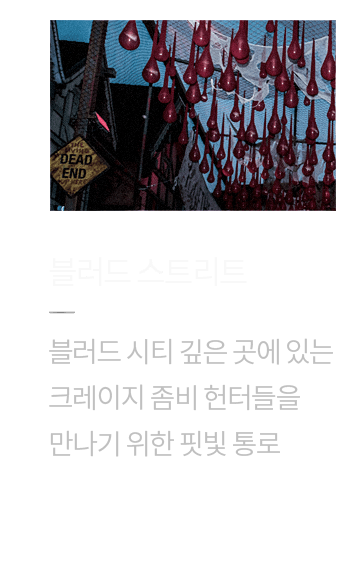 THE
LIVING
DEAD
END
블러드 스트리트
블러드 시티 깊은 곳에 있는
크레이지 좀비 헌터들을
만나기 위한 핏빛 통로